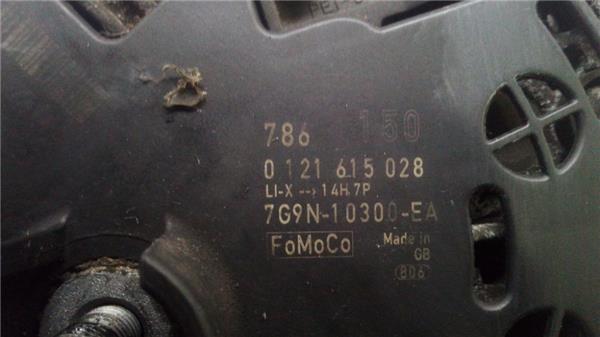 786 150
0 121 615 028
LI-X --> 14H 7P
7G9N-10300-EA
FoMoCo
Made in
GB
BD6